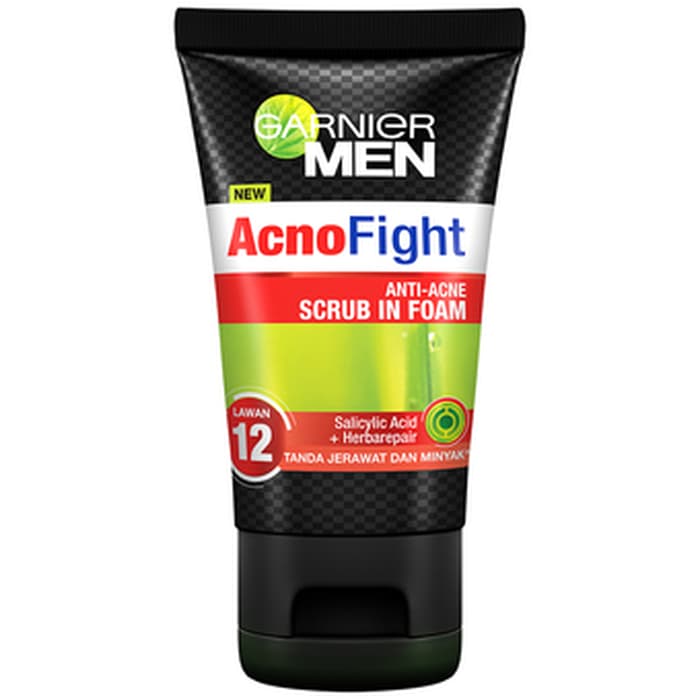 GARNIER
MEN
NEW
AcnoFight
ANTI-ACNE
SCRUB IN FOAM
LAWAN
12
Salicylic Acid
+ Herbarepair
TANDA JERAWAT DAN MINYAK*